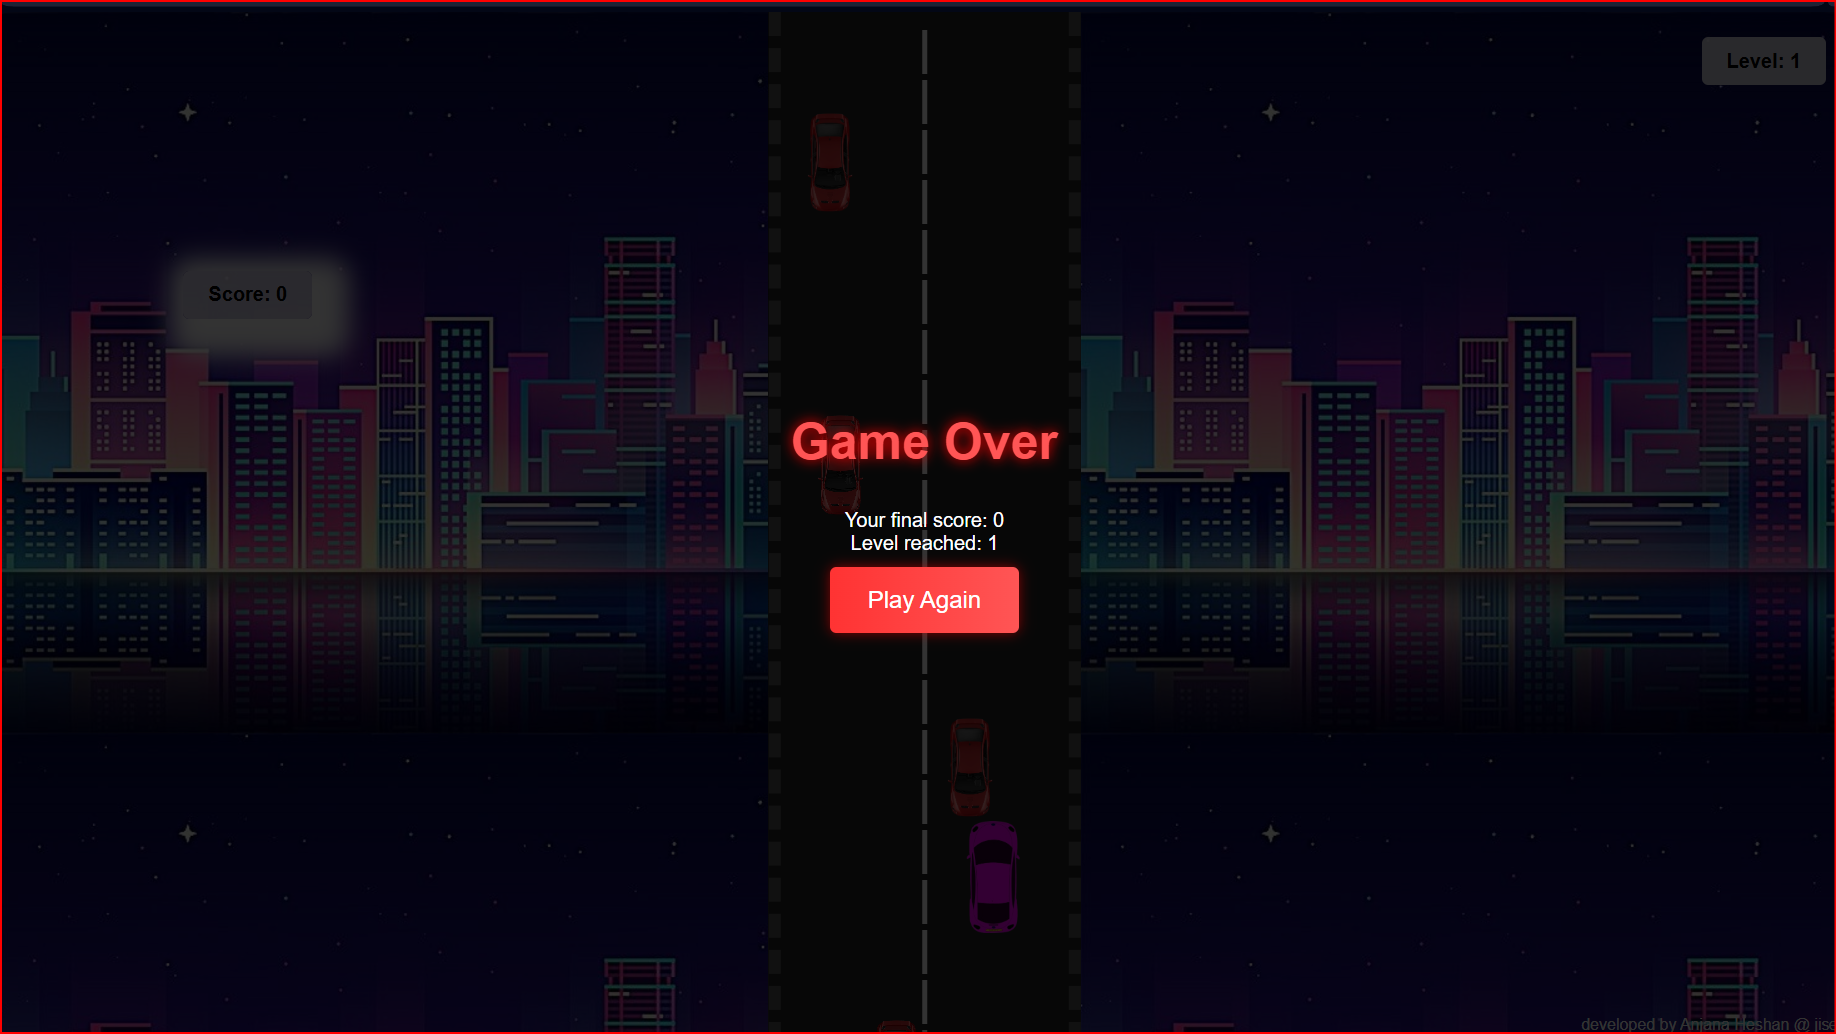 Level: 1
Score: 0
Game Over
Your final score: 0
Level reached: 1
Play Again
developed by Anjana Heshan @